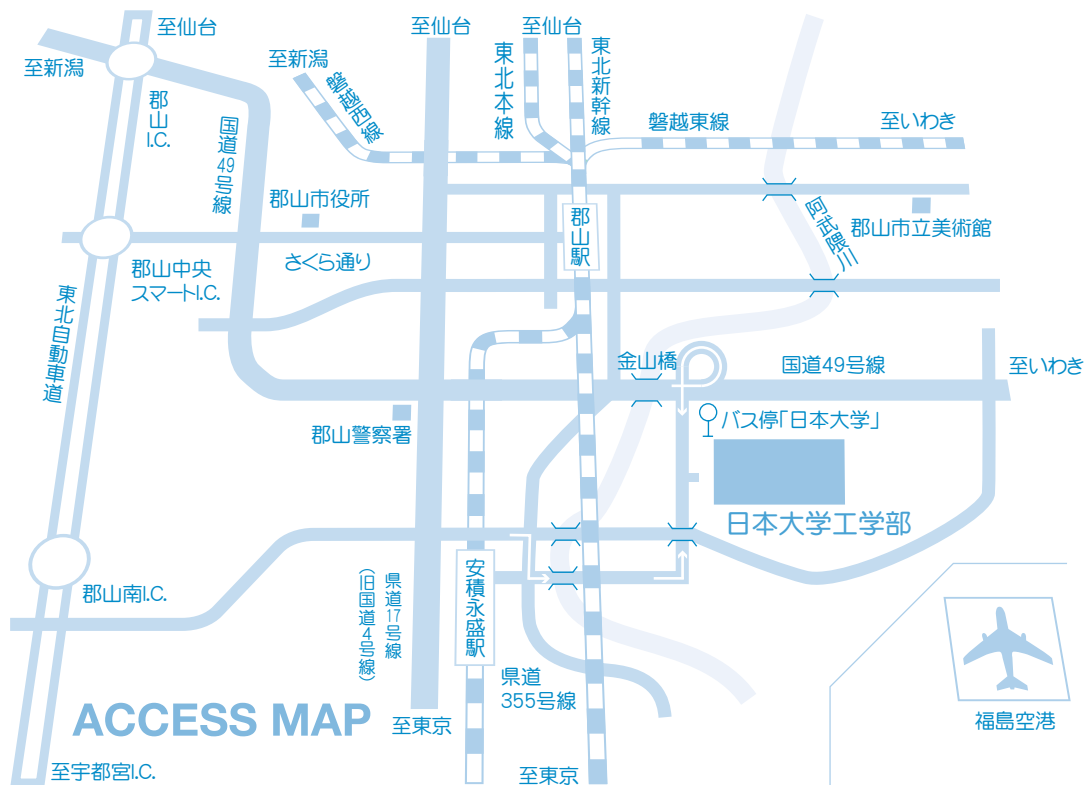 至仙台
至仙台
至仙台
至新潟
至新潟
磐越西線
東北本線
東北新幹線
磐越東線
至いわき
郡山
I.C.
国道49号線
郡山市役所
郡山駅
阿武隈川
郡山市立美術館
さくら通り
郡山中央
スマートI.C.
東北自動車道
金山橋
国道49号線
至いわき
郡山警察署
バス停「日本大学」
日本大学工学部
郡山南I.C.
県道17号線
(旧国道4号線)
安積永盛駅
県道
355号線
福島空港
ACCESS MAP
至東京
至東京
至宇都宮I.C.